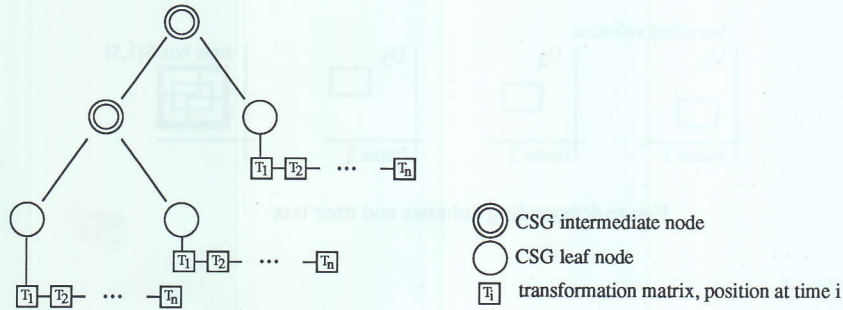 T1 T2 ... Tn
T1 T2 ... Tn
T1 T2 ... Tn
CSG intermediate node
CSG leaf node
Ti transformation matrix, position at time i